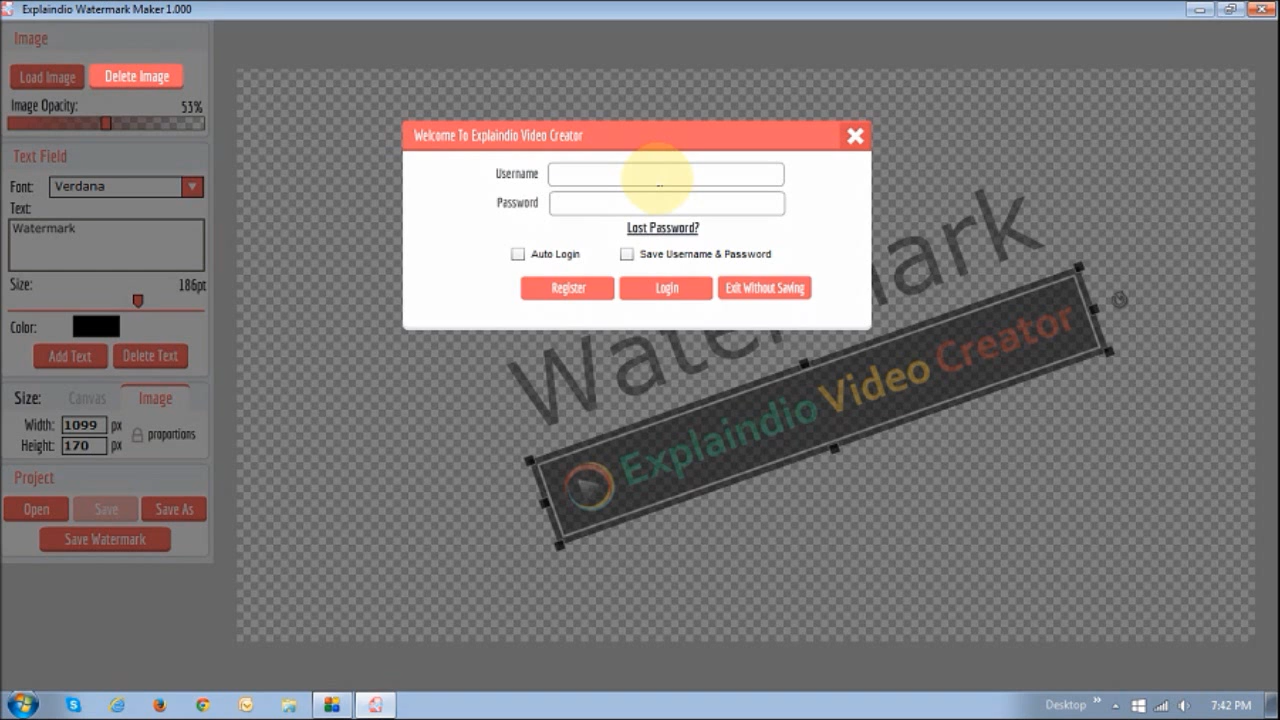 Explaindio Watermark Maker 1.000
Image
Load Image Delete Image
Image Opacity: 53%
Text Field
Font: Verdana
Text:
Watermark
Size: 186pt
Color:
Add Text Delete Text
Size: Canvas Image
Width: 1099 px
Height: 170 px
proportions
Project
Open Save Save As
Save Watermark
Welcome To Explaindio Video Creator
Username
Password
Lost Password?
Auto Login Save Username & Password
Register Login Exit Without Saving
Watermark
Explaindio Video Creator
Desktop
7:42 PM